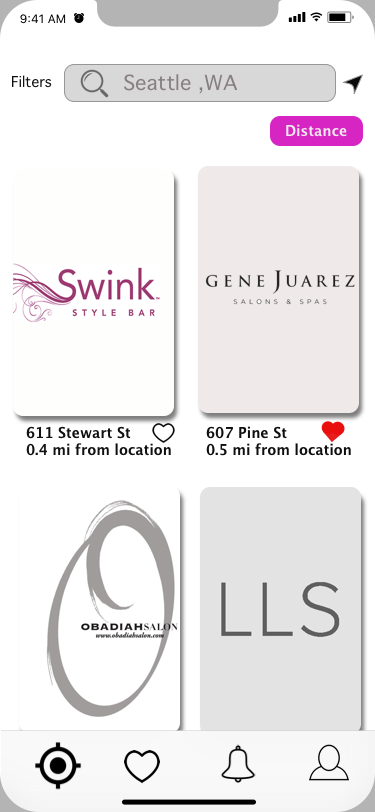 9:41 AM
Filters
Seattle ,WA
Distance
Swink
STYLE BAR
GENE JUAREZ
SALONS & SPAS
611 Stewart St
0.4 mi from location
607 Pine St
0.5 mi from location
OBADIAHSALON
www.obadiahsalon.com
LLS